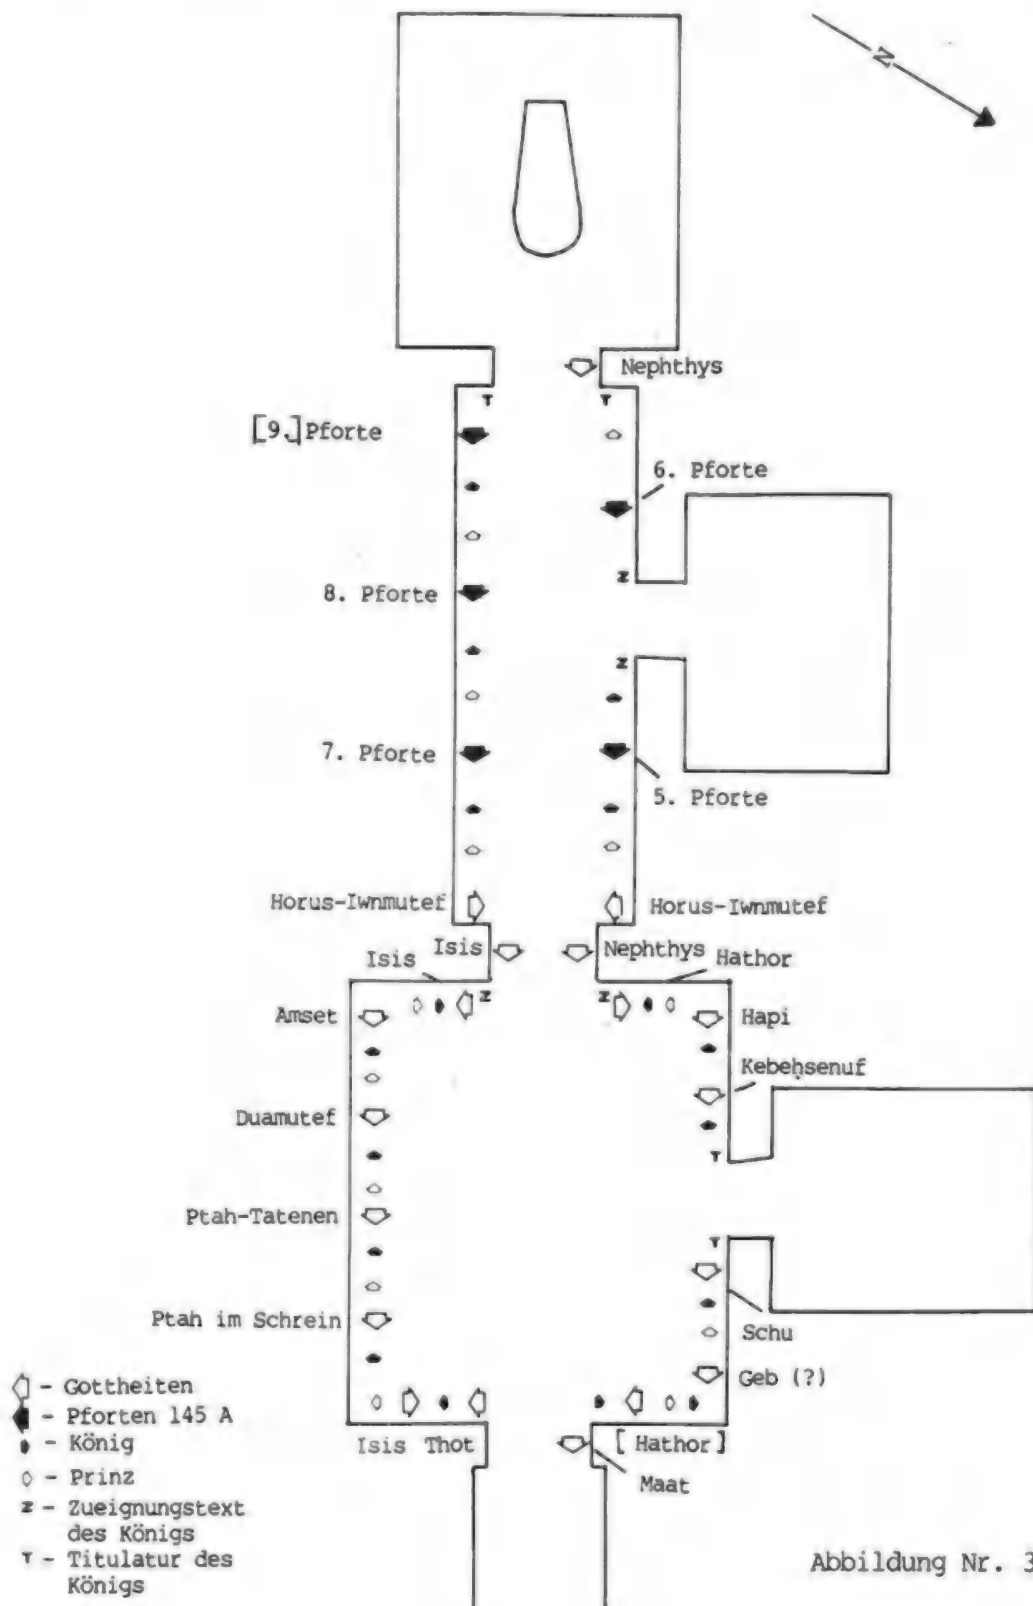 N
Nephthys
T T
[9.] Pforte
6. Pforte
Z
8. Pforte
Z
7. Pforte
5. Pforte
Horus-Iwnmutef Horus-Iwnmutef
Isis Nephthys
Isis Hathor
Z Z
Amset Hapi
Kebehsenuf
Duamutef
T
Ptah-Tatenen
T
Ptah im Schrein
Schu
Geb (?)
Isis Thot [Hathor]
Maat
- Gottheiten
- Pforten 145 A
- König
- Prinz
Z - Zueignungstext
des Königs
T - Titulatur des
Königs
Abbildung Nr. 3